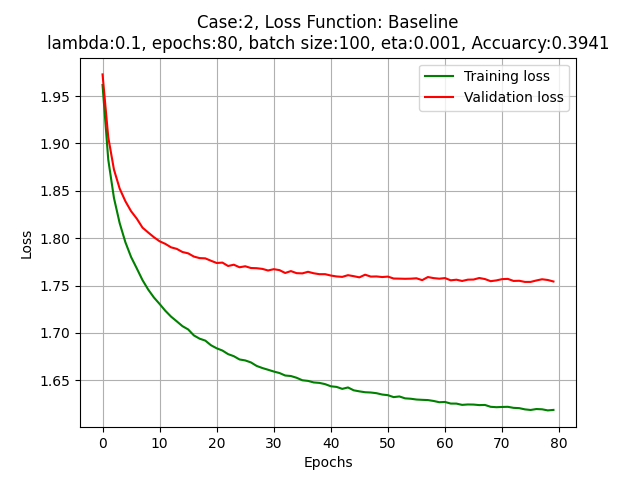 Case:2, Loss Function: Baseline
lambda:0.1, epochs:80, batch size:100, eta:0.001, Accuarcy:0.3941
Training loss
Validation loss
1.95
1.90
1.85
1.80
1.75
1.70
1.65
Loss
0 10 20 30 40 50 60 70 80
Epochs